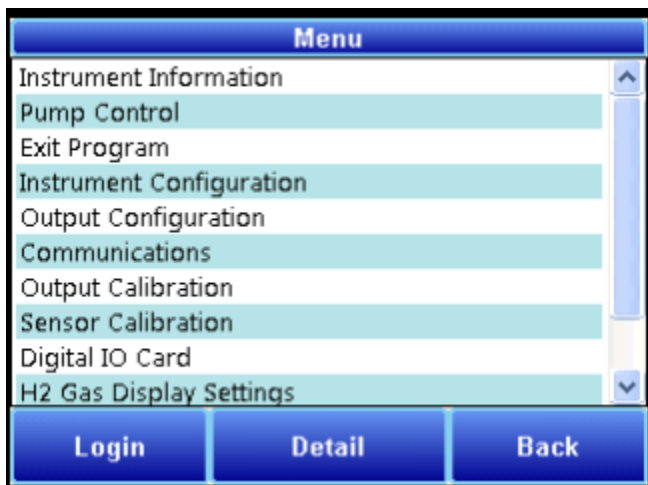 Menu
Instrument Information
Pump Control
Exit Program
Instrument Configuration
Output Configuration
Communications
Output Calibration
Sensor Calibration
Digital IO Card
H2 Gas Display Settings
Login Detail Back